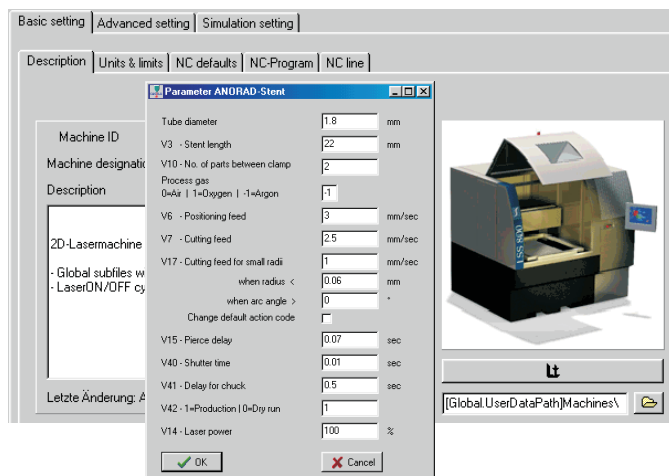 Basic setting Advanced setting Simulation setting
Description Units & limits NC defaults NC-Program NC line
Parameter ANORAD-Stent
Tube diameter 1.8 mm
Machine ID
V3 - Stent length 22 mm
Machine designatio
V10 - No. of parts between clamp 2
Process gas
0=Air | 1=Oxygen | -1=Argon -1
Description
V6 - Positioning feed 3 mm/sec
V7 - Cutting feed 2.5 mm/sec
2D-Lasermachine
V17 - Cutting feed for small radii 1 mm/sec
- Global subfiles w
when radius < 0.06 mm
- LaserON/OFF cy
when arc angle > 0 °
Change default action code
V15 - Pierce delay 0.07 sec
V40 - Shutter time 0.01 sec
V41 - Delay for chuck 0.5 sec
Letzte Änderung: A
V42 - 1=Production | 0=Dry run 1
V14 - Laser power 100 %
OK Cancel
LSS 800
Lt
[Global.UserDataPath]Machines\